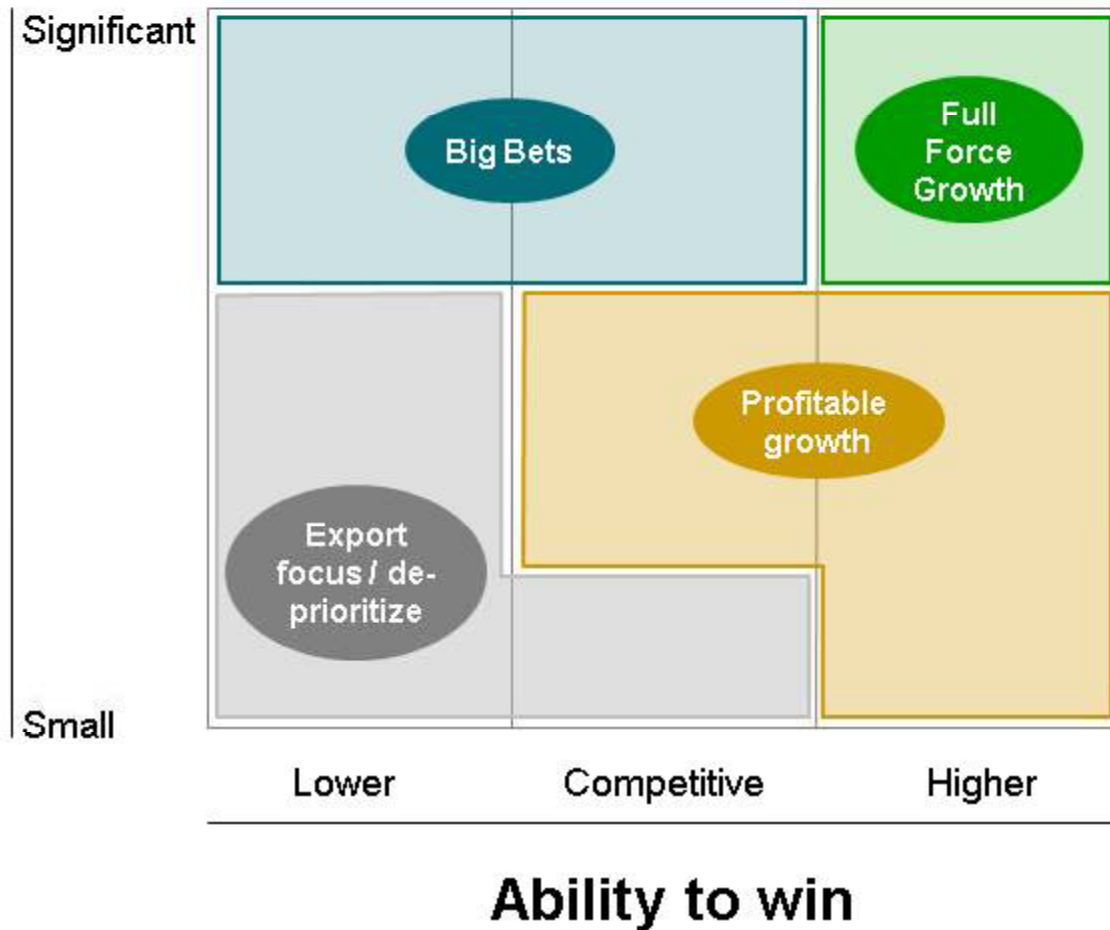 Significant
Big Bets
Full
Force
Growth
Profitable
growth
Export
focus / de-
prioritize
Small
Lower
Competitive
Higher
Ability to win